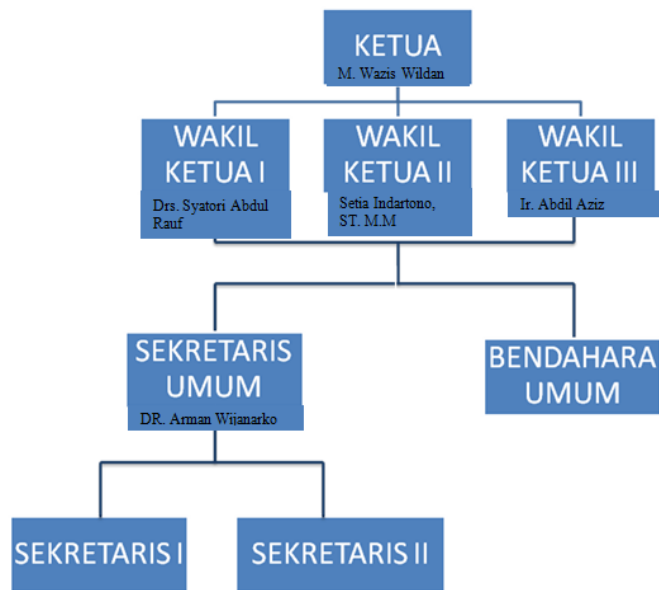 KETUA
M. Wazis Wildan
WAKIL
KETUA I
Drs. Syatori Abdul
Rauf
WAKIL
KETUA II
Setia Indartono,
ST. M.M
WAKIL
KETUA III
Ir. Abdil Aziz
SEKRETARIS
UMUM
DR. Arman Wijanarko
BENDAHARA
UMUM
SEKRETARIS I
SEKRETARIS II